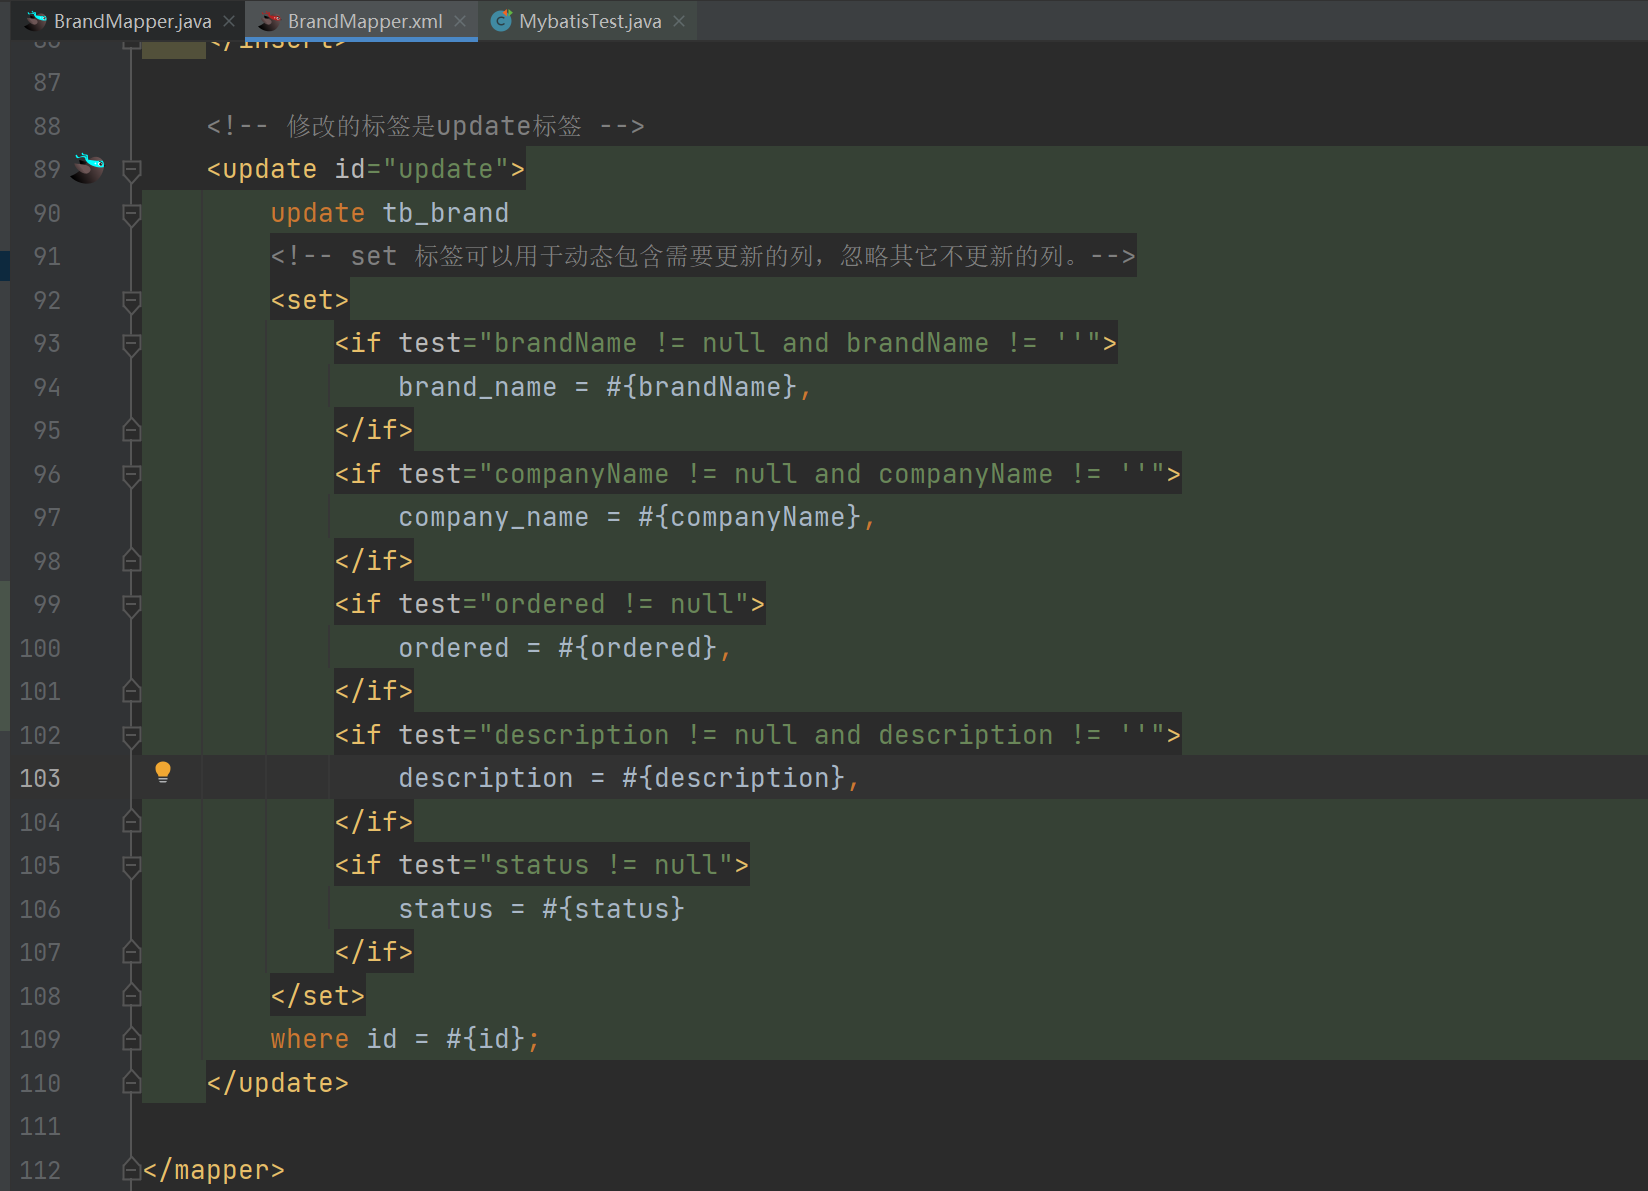 BrandMapper.java BrandMapper.xml MybatisTest.java
86 </insert>
87
88 <!-- 修改的标签是update标签 -->
89 <update id="update">
90 update tb_brand
91 <!-- set 标签可以用于动态包含需要更新的列，忽略其它不更新的列。-->
92 <set>
93 <if test="brandName != null and brandName != ''">
94 brand_name = #{brandName},
95 </if>
96 <if test="companyName != null and companyName != ''">
97 company_name = #{companyName},
98 </if>
99 <if test="ordered != null">
100 ordered = #{ordered},
101 </if>
102 <if test="description != null and description != ''">
103 description = #{description},
104 </if>
105 <if test="status != null">
106 status = #{status}
107 </if>
108 </set>
109 where id = #{id};
110 </update>
111
112 </mapper>